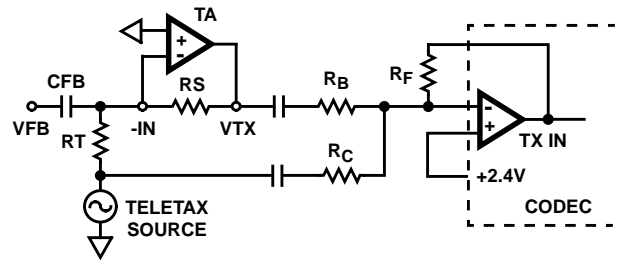 TA
+
-
CFB
RS
RB
RF
VFB
-IN
VTX
-
+
TX IN
RT
RC
+2.4V
TELETAX
SOURCE
CODEC